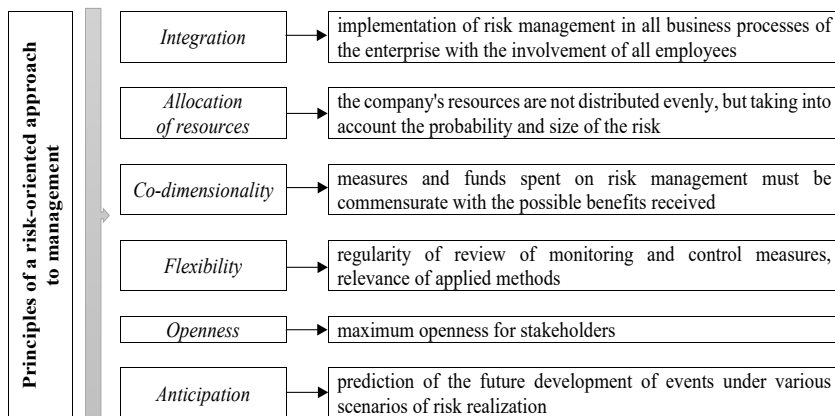 Principles of a risk-oriented approach
to management
Integration
implementation of risk management in all business processes of
the enterprise with the involvement of all employees
Allocation
of resources
the company's resources are not distributed evenly, but taking into
account the probability and size of the risk
Co-dimensionality
measures and funds spent on risk management must be
commensurate with the possible benefits received
Flexibility
regularity of review of monitoring and control measures,
relevance of applied methods
Openness
maximum openness for stakeholders
Anticipation
prediction of the future development of events under various
scenarios of risk realization